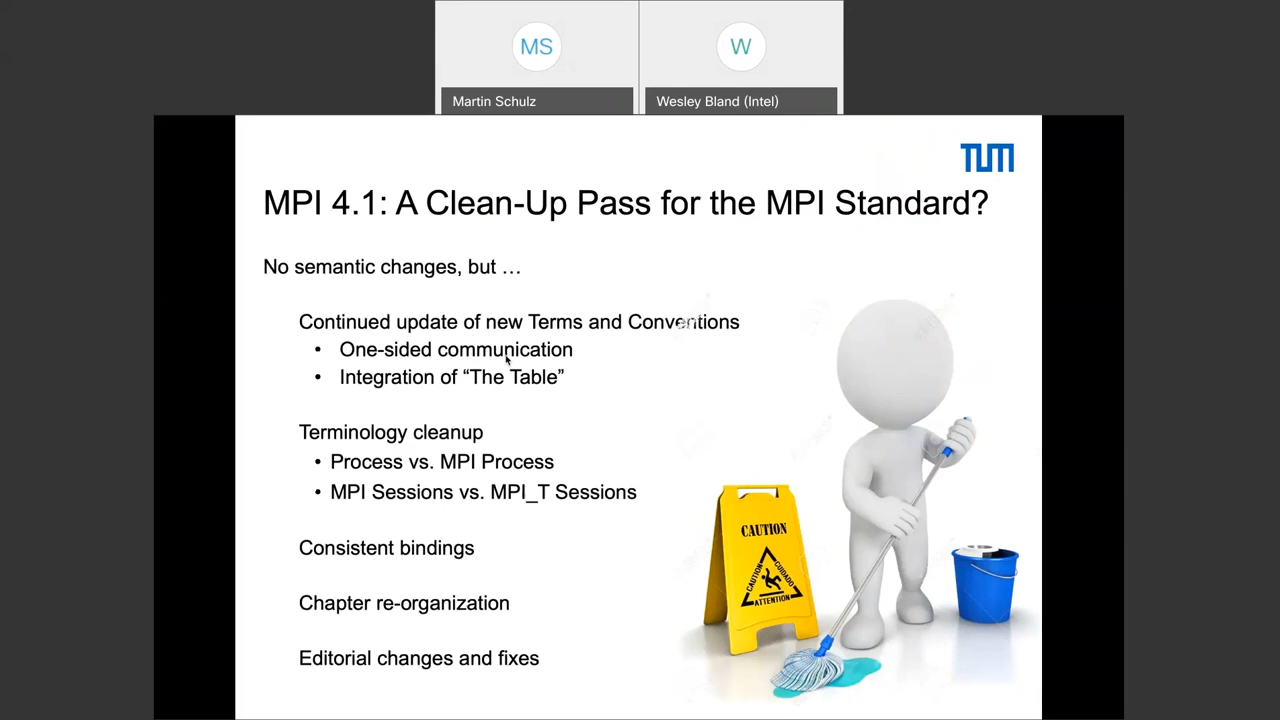 MS
W
Martin Schulz
Wesley Bland (Intel)
TUM
MPI 4.1: A Clean-Up Pass for the MPI Standard?
No semantic changes, but …
Continued update of new Terms and Conventions
• One-sided communication
• Integration of “The Table”
Terminology cleanup
• Process vs. MPI Process
• MPI Sessions vs. MPI_T Sessions
Consistent bindings
Chapter re-organization
Editorial changes and fixes
CAUTION
CAUTION
CUIDADO
ATTENTION